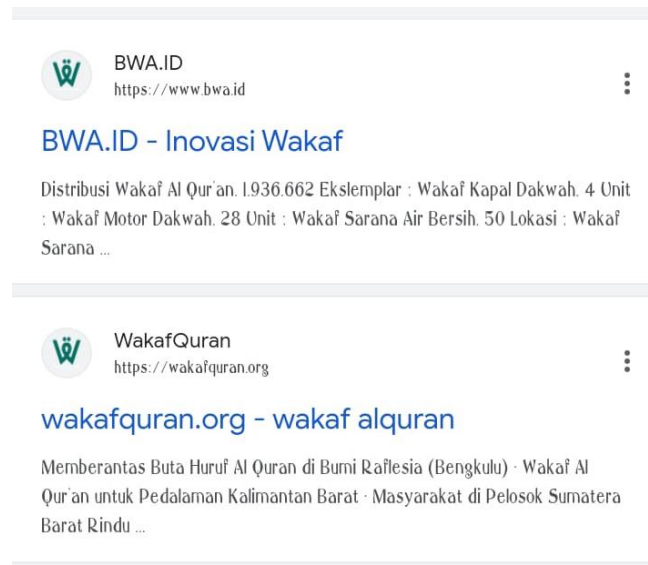 BWA.ID
https://www.bwa.id
BWA.ID - Inovasi Wakaf
Distribusi Wakaf Al Qur'an. 1.936.662 Ekslemplar : Wakaf Kapal Dakwah. 4 Unit
: Wakaf Motor Dakwah. 28 Unit : Wakaf Sarana Air Bersih. 50 Lokasi : Wakaf
Sarana ...
WakafQuran
https://wakafquran.org
wakafquran.org - wakaf alquran
Memberantas Buta Huruf Al Quran di Bumi Raflesia (Bengkulu) · Wakaf Al
Qur'an untuk Pedalaman Kalimantan Barat · Masyarakat di Pelosok Sumatera
Barat Rindu ...